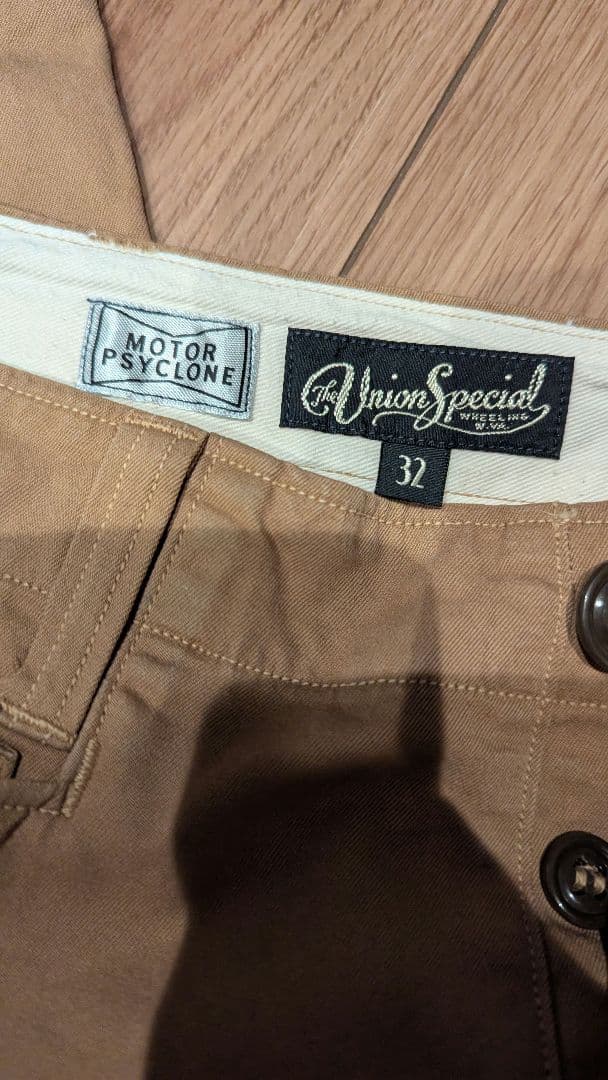 MOTOR
PSYCLONE
The Union Special
WHEELING
W.VA.
32